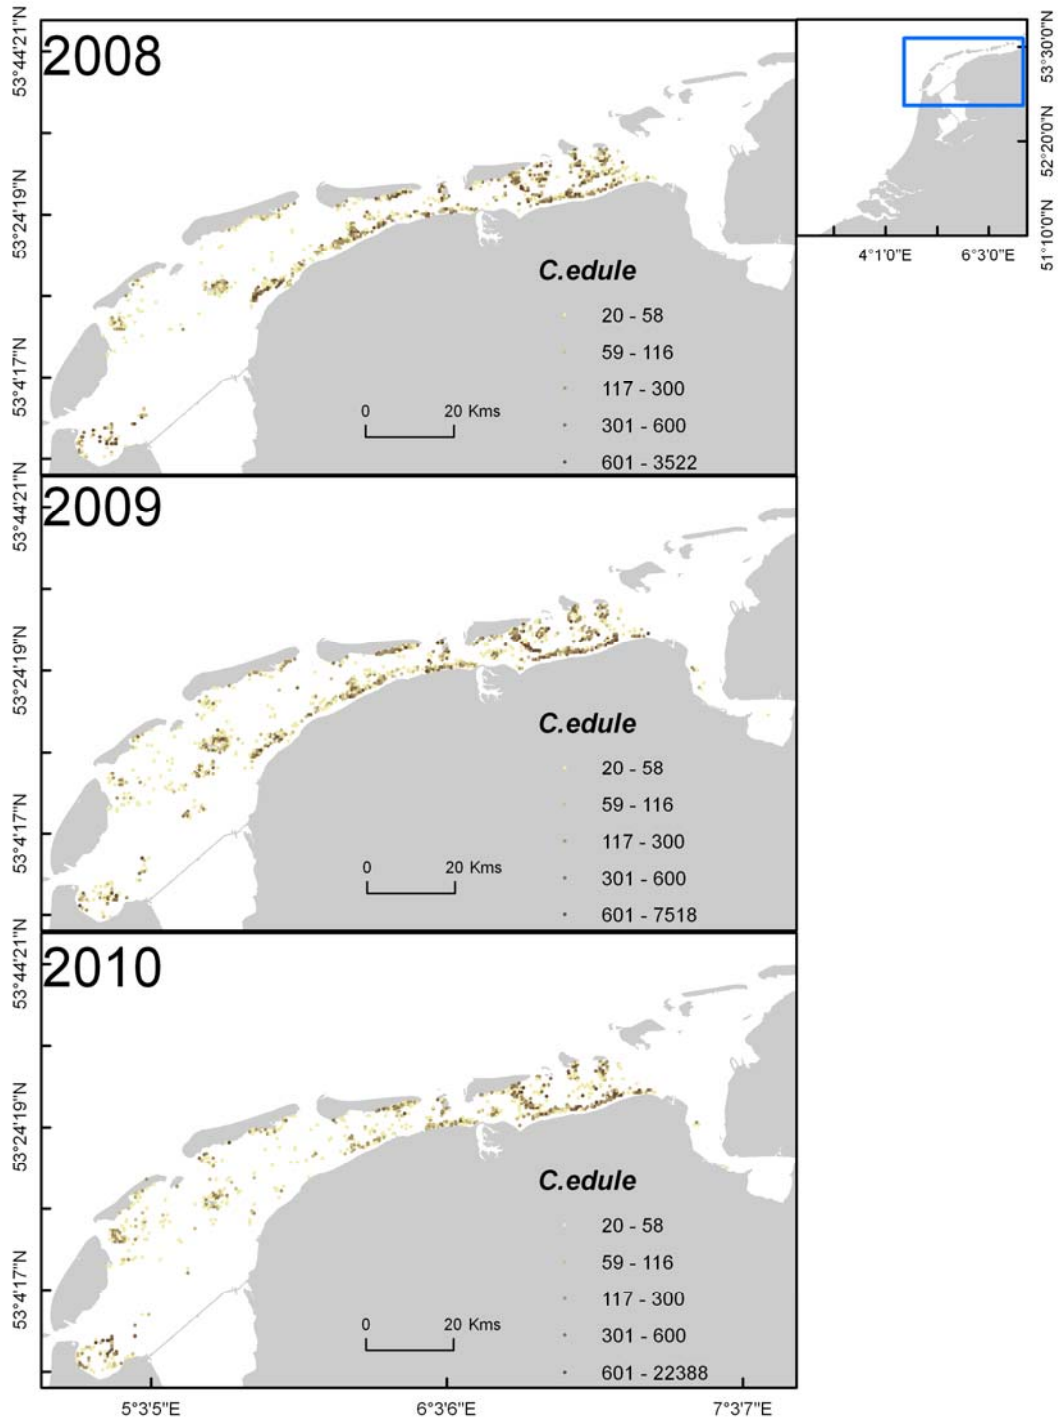 2008
53°44'21"N
53°24'19"N
53°4'17"N
C.edule
20 - 58
59 - 116
117 - 300
301 - 600
601 - 3522
0 20 Kms
53°30'0"N
52°20'0"N
51°10'0"N
4°1'0"E 6°3'0"E
2009
53°44'21"N
53°24'19"N
53°4'17"N
C.edule
20 - 58
59 - 116
117 - 300
301 - 600
601 - 7518
0 20 Kms
2010
53°44'21"N
53°24'19"N
53°4'17"N
C.edule
20 - 58
59 - 116
117 - 300
301 - 600
601 - 22388
0 20 Kms
5°3'5"E 6°3'6"E 7°3'7"E